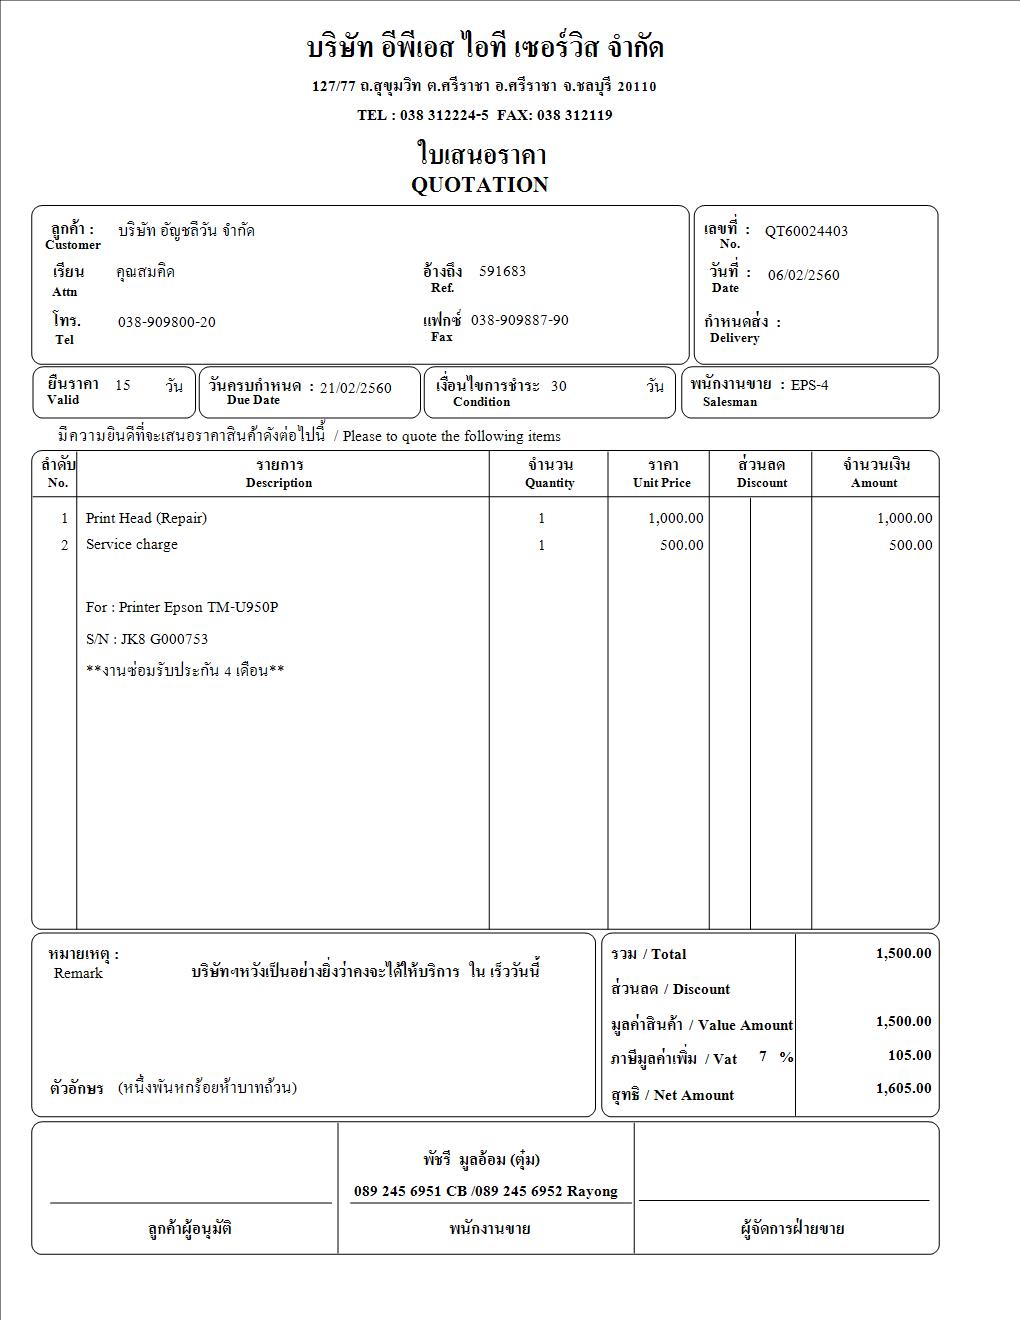 บริษัท อีพีเอส ไอที เซอร์วิส จำกัด
127/77 ถ.สุขุมวิท ต.ศรีราชา อ.ศรีราชา จ.ชลบุรี 20110
TEL : 038 312224-5 FAX: 038 312119
ใบเสนอราคา
QUOTATION
ลูกค้า : บริษัท อัญชลีวัน จำกัด
Customer
เลขที่ : QT60024403
No.
เรียน คุณสมคิด อ้างถึง 591683
Attn Ref.
วันที่ : 06/02/2560
Date
โทร. 038-909800-20 แฟกซ์ 038-909887-90
Tel Fax
กำหนดส่ง :
Delivery
ยืนราคา 15 วัน
Valid
วันครบกำหนด : 21/02/2560
Due Date
เงื่อนไขการชำระ 30 วัน
Condition
พนักงานขาย : EPS-4
Salesman
มีความยินดีที่จะเสนอราคาสินค้าดังต่อไปนี้ / Please to quote the following items
ลำดับ รายการ จำนวน ราคา ส่วนลด จำนวนเงิน
No. Description Quantity Unit Price Discount Amount
1 Print Head (Repair) 1 1,000.00 1,000.00
2 Service charge 1 500.00 500.00
For : Printer Epson TM-U950P
S/N : JK8 G000753
**งานซ่อมรับประกัน 4 เดือน**
หมายเหตุ :
Remark บริษัทฯหวังเป็นอย่างยิ่งว่าคงจะได้ให้บริการ ใน เร็ววันนี้
ตัวอักษร (หนึ่งพันหกร้อยห้าบาทถ้วน)
รวม / Total 1,500.00
ส่วนลด / Discount
มูลค่าสินค้า / Value Amount 1,500.00
ภาษีมูลค่าเพิ่ม / Vat 7 % 105.00
สุทธิ / Net Amount 1,605.00
พัชรี มูลอ้อม (ตุ๋ม)
089 245 6951 CB /089 245 6952 Rayong
ลูกค้าผู้อนุมัติ พนักงานขาย ผู้จัดการฝ่ายขาย